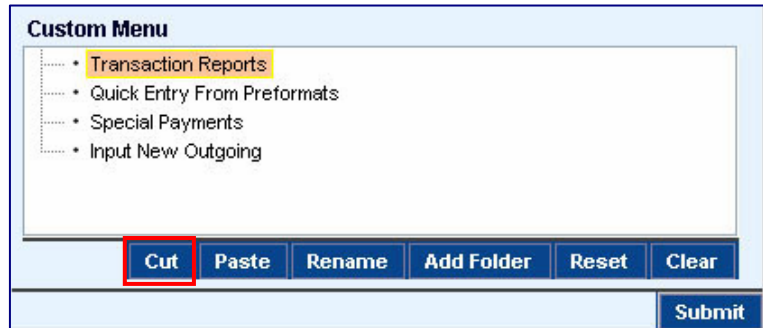 Custom Menu
• Transaction Reports
• Quick Entry From Preformats
• Special Payments
• Input New Outgoing
Cut Paste Rename Add Folder Reset Clear
Submit